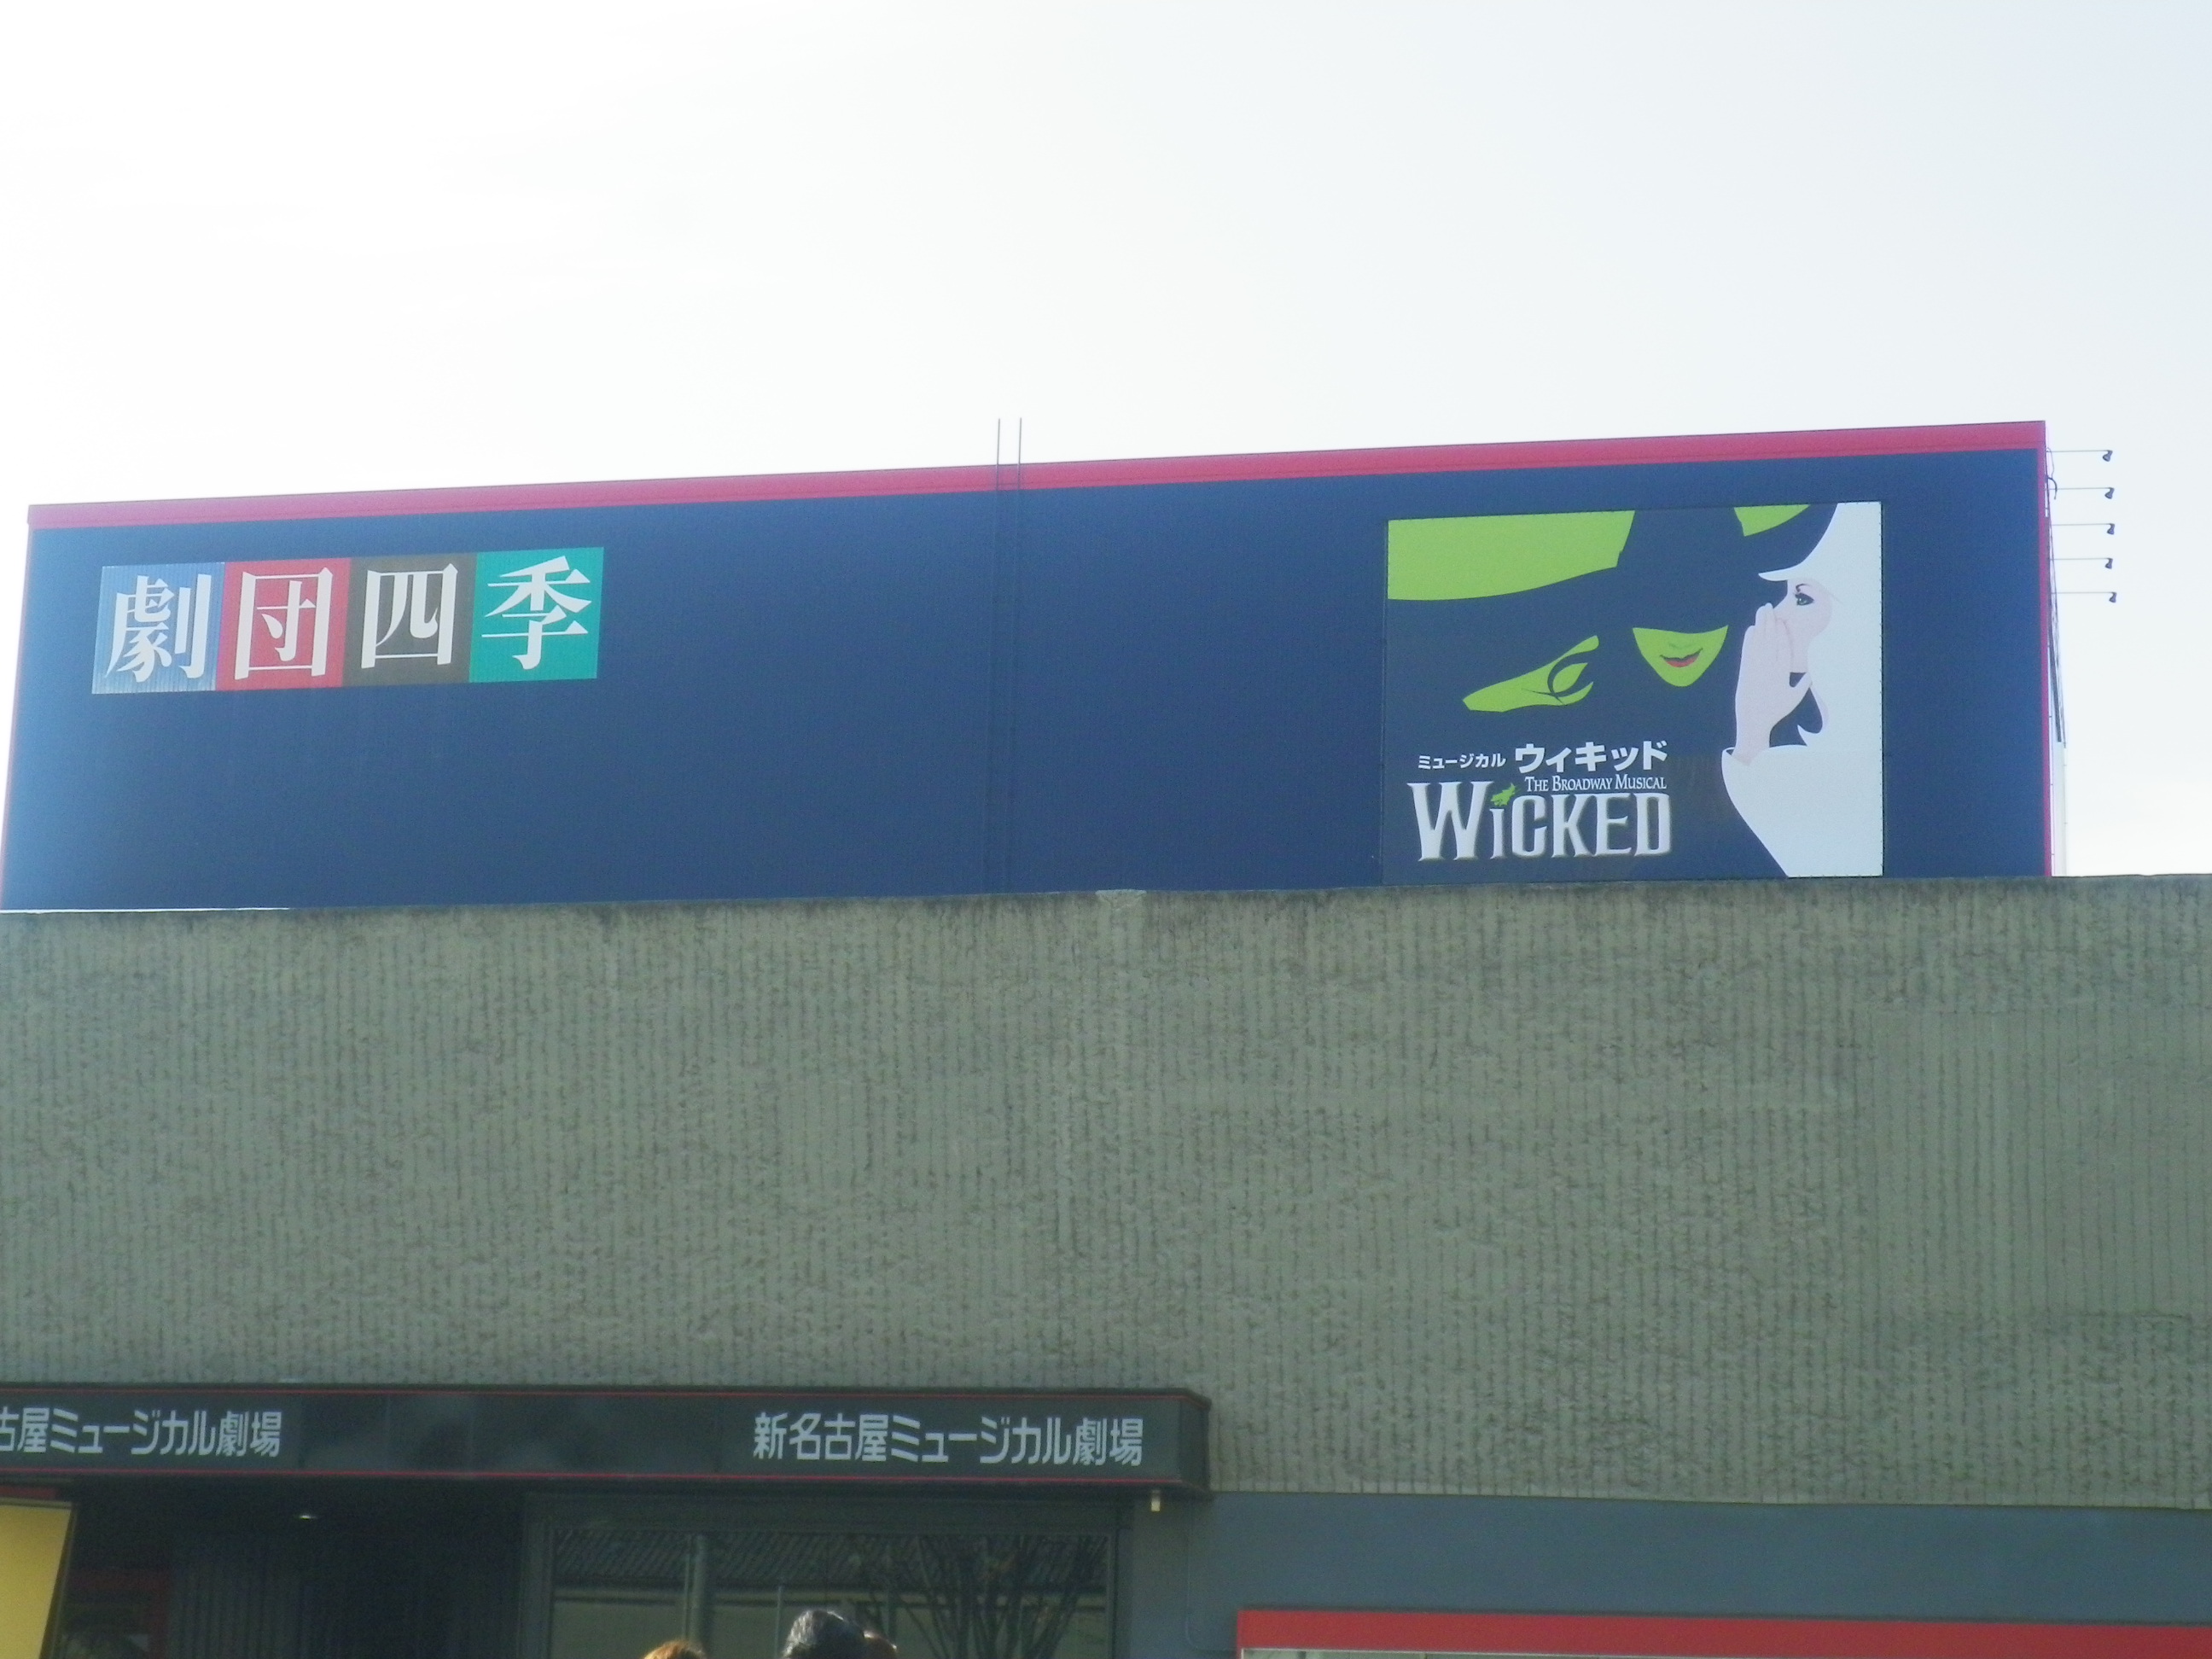 劇団四季
ミュージカル ウィキッド
THE BROADWAY MUSICAL
WICKED
古屋ミュージカル劇場
新名古屋ミュージカル劇場